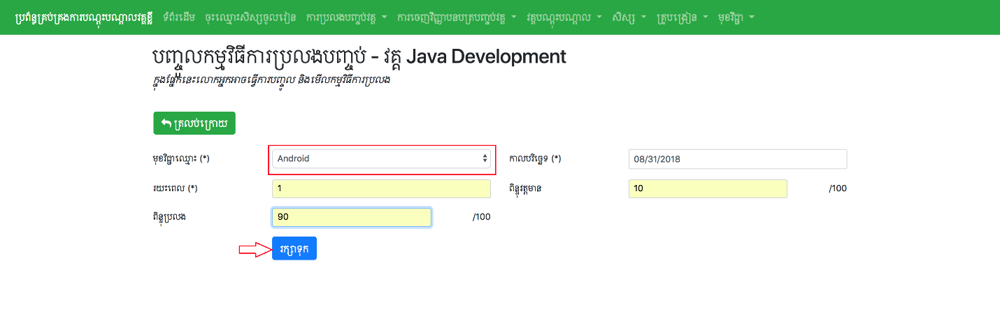 ប្រព័ន្ធគ្រប់គ្រងការបណ្តុះបណ្តាលវគ្គខ្លី ទំព័រដើម ចុះឈ្មោះសិស្សចូលរៀន ការប្រលងបញ្ចប់វគ្គ ការចេញវិញ្ញាបនបត្របញ្ចប់វគ្គ វគ្គបណ្តុះបណ្តាល សិស្ស គ្រូបង្រៀន មុខវិជ្ជា
បញ្ចូលកម្មវិធីការប្រលងបញ្ចប់ - វគ្គ Java Development
ក្នុងផ្នែកនេះលោកអ្នកអាចធ្វើការបញ្ចូល និងមើលកម្មវិធីការប្រលង
ត្រលប់ក្រោយ
មុខវិជ្ជាឈ្មោះ (*) Android កាលបរិច្ឆេទ (*) 08/31/2018
រយះពេល (*) 1 ពិន្ទុវត្តមាន 10 /100
ពិន្ទុប្រលង 90 /100
រក្សាទុក